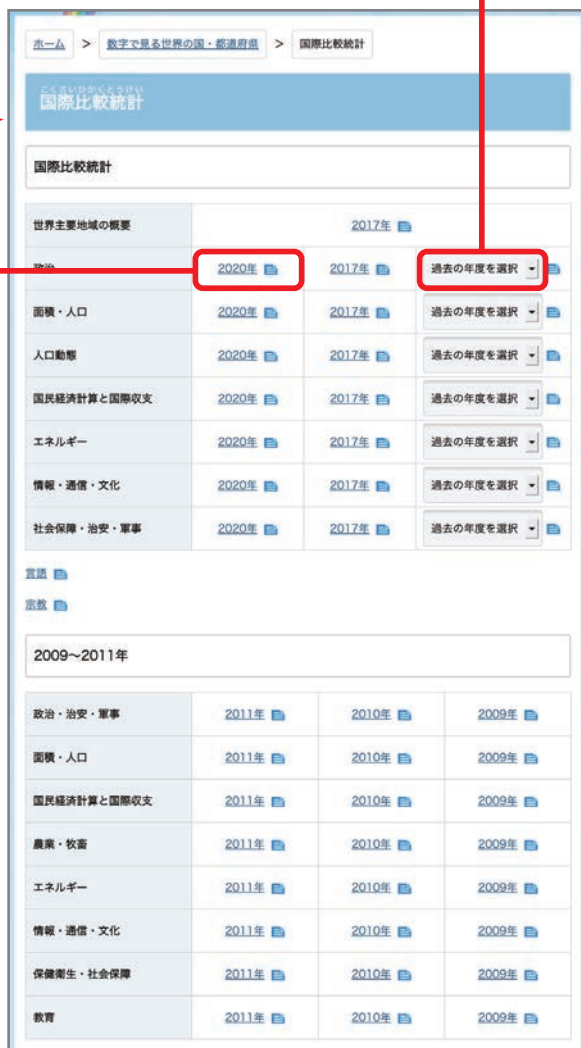 ホーム > 数字で見る世界の国・都道府県 > 国際比較統計
こくさいひかくとうけい
国際比較統計
国際比較統計
世界主要地域の概要 2017年
政治 2020年 2017年 過去の年度を選択
面積・人口 2020年 2017年 過去の年度を選択
人口動態 2020年 2017年 過去の年度を選択
国民経済計算と国際収支 2020年 2017年 過去の年度を選択
エネルギー 2020年 2017年 過去の年度を選択
情報・通信・文化 2020年 2017年 過去の年度を選択
社会保障・治安・軍事 2020年 2017年 過去の年度を選択
言語
宗教
2009〜2011年
政治・治安・軍事 2011年 2010年 2009年
面積・人口 2011年 2010年 2009年
国民経済計算と国際収支 2011年 2010年 2009年
農業・牧畜 2011年 2010年 2009年
エネルギー 2011年 2010年 2009年
情報・通信・文化 2011年 2010年 2009年
保健衛生・社会保障 2011年 2010年 2009年
教育 2011年 2010年 2009年